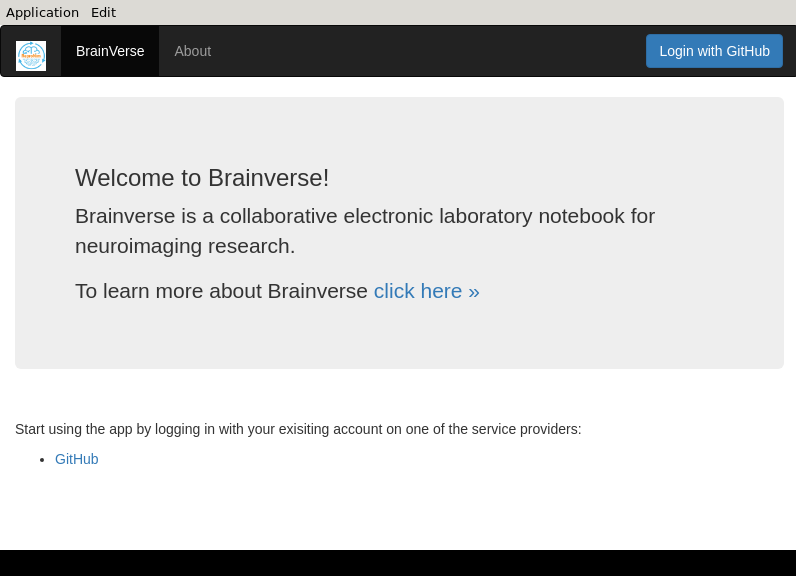 Application Edit
BrainVerse About Login with GitHub
Welcome to Brainverse!
Brainverse is a collaborative electronic laboratory notebook for
neuroimaging research.
To learn more about Brainverse click here »
Start using the app by logging in with your exisiting account on one of the service providers:
• GitHub